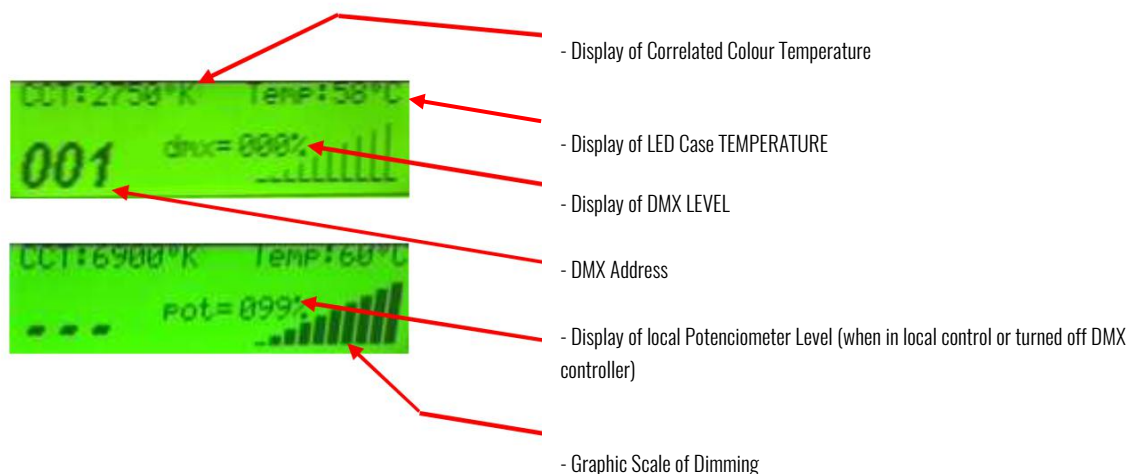 - Display of Correlated Colour Temperature
CCT:2750°K Temp:58°C
- Display of LED Case TEMPERATURE
dmx= 000%
001
- Display of DMX LEVEL
CCT:6900°K Temp:60°C
- DMX Address
pot= 099%
- - -
- Display of local Potenciometer Level (when in local control or turned off DMX
controller)
- Graphic Scale of Dimming